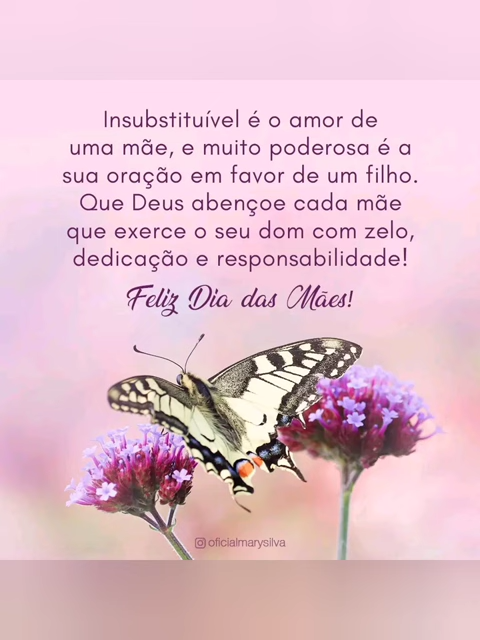 Insubstituível é o amor de
uma mãe, e muito poderosa é a
sua oração em favor de um filho.
Que Deus abençoe cada mãe
que exerce o seu dom com zelo,
dedicação e responsabilidade!
Feliz Dia das Mães!
oficialmarysilva